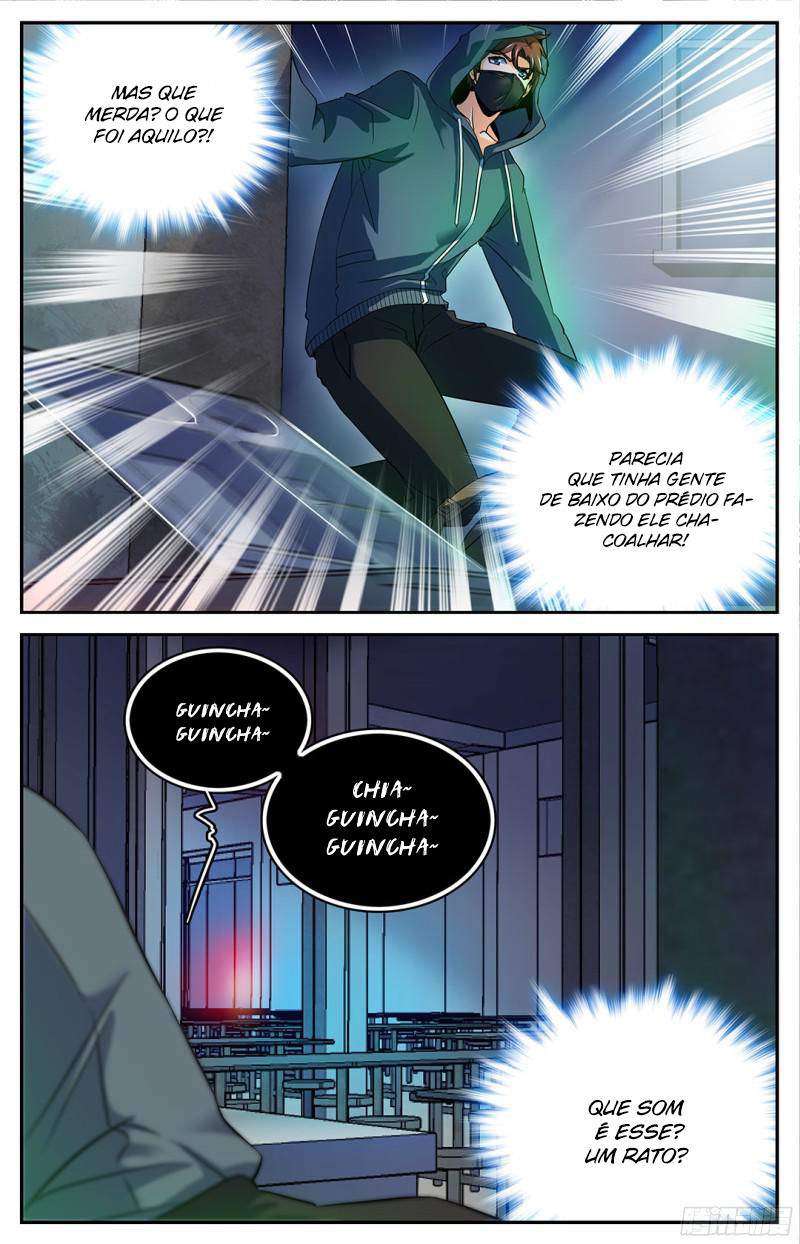 MAS QUE
MERDA? O QUE
FOI AQUILO?!
PARECIA
QUE TINHA GENTE
DE BAIXO DO PRÉDIO FA-
ZENDO ELE CHA-
COALHAR!
GUINCHA~
GUINCHA~
CHIA~
GUINCHA~
GUINCHA~
QUE SOM
É ESSE?
UM RATO?